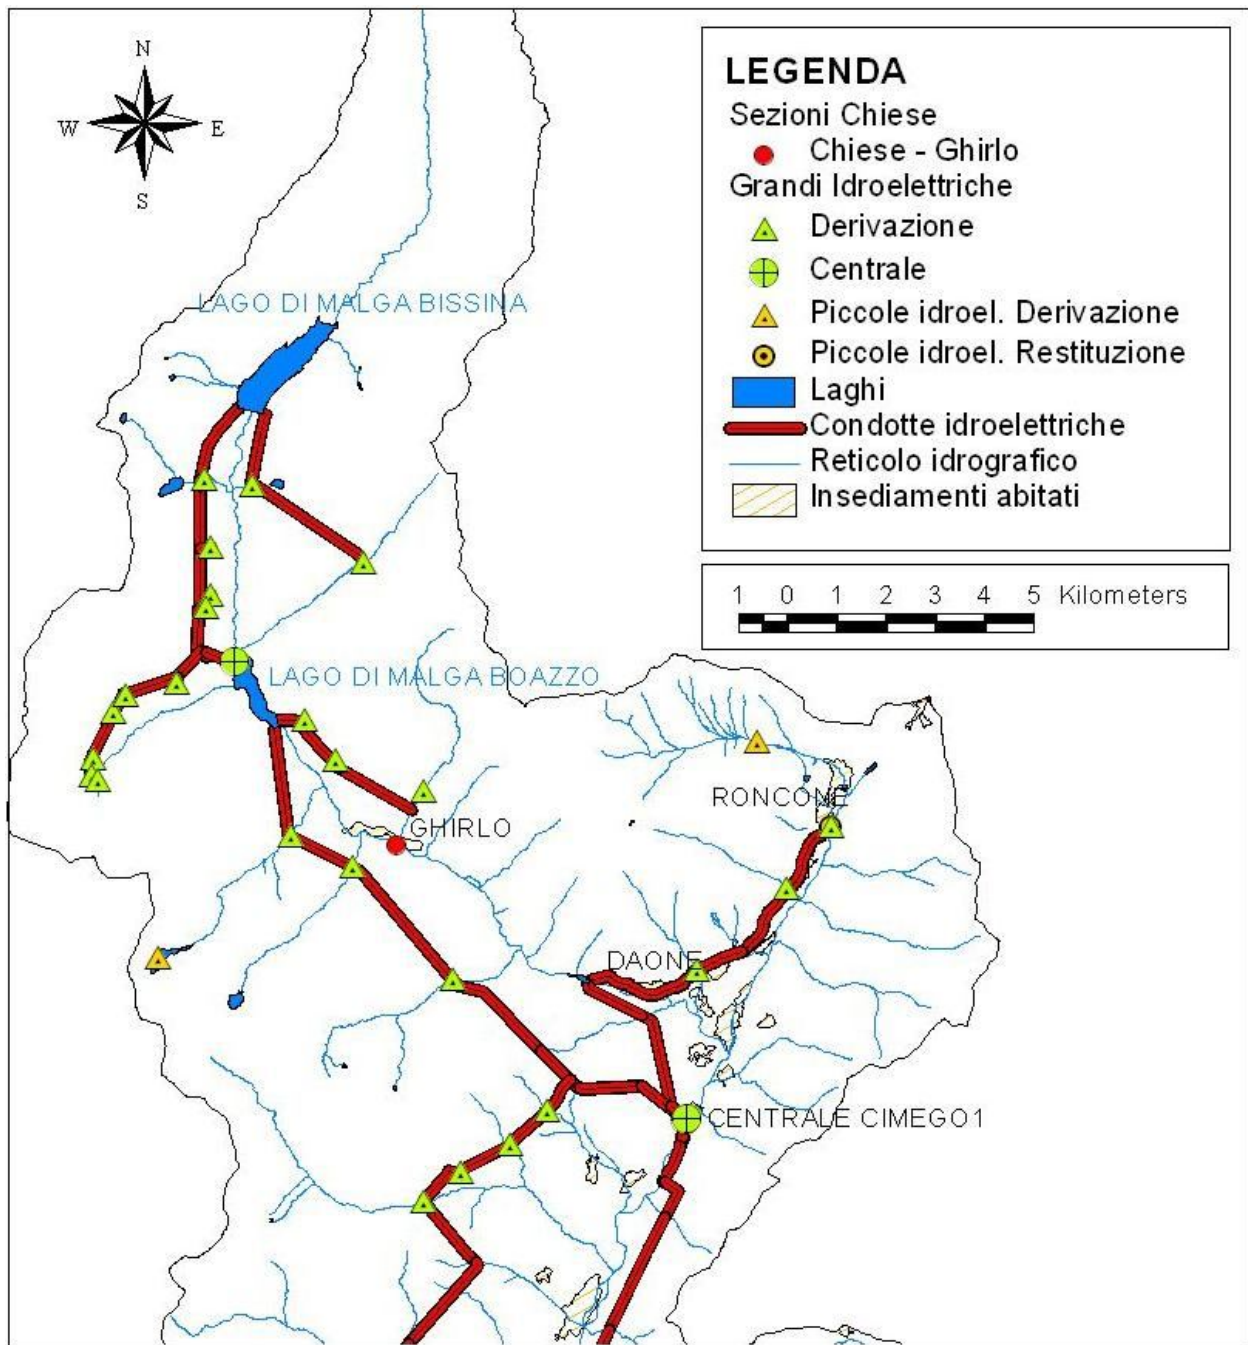 N
W
E
S
LEGENDA
Sezioni Chiese
Chiese - Ghirlo
Grandi Idroelettriche
Derivazione
Centrale
Piccole idroel. Derivazione
Piccole idroel. Restituzione
Laghi
Condotte idroelettriche
Reticolo idrografico
Insediamenti abitati
1 0 1 2 3 4 5 Kilometers
LAGO DI MALGA BISSINA
LAGO DI MALGA BOAZZO
RONCONE
GHIRLO
DAONE
CENTRALE CIMEGO1